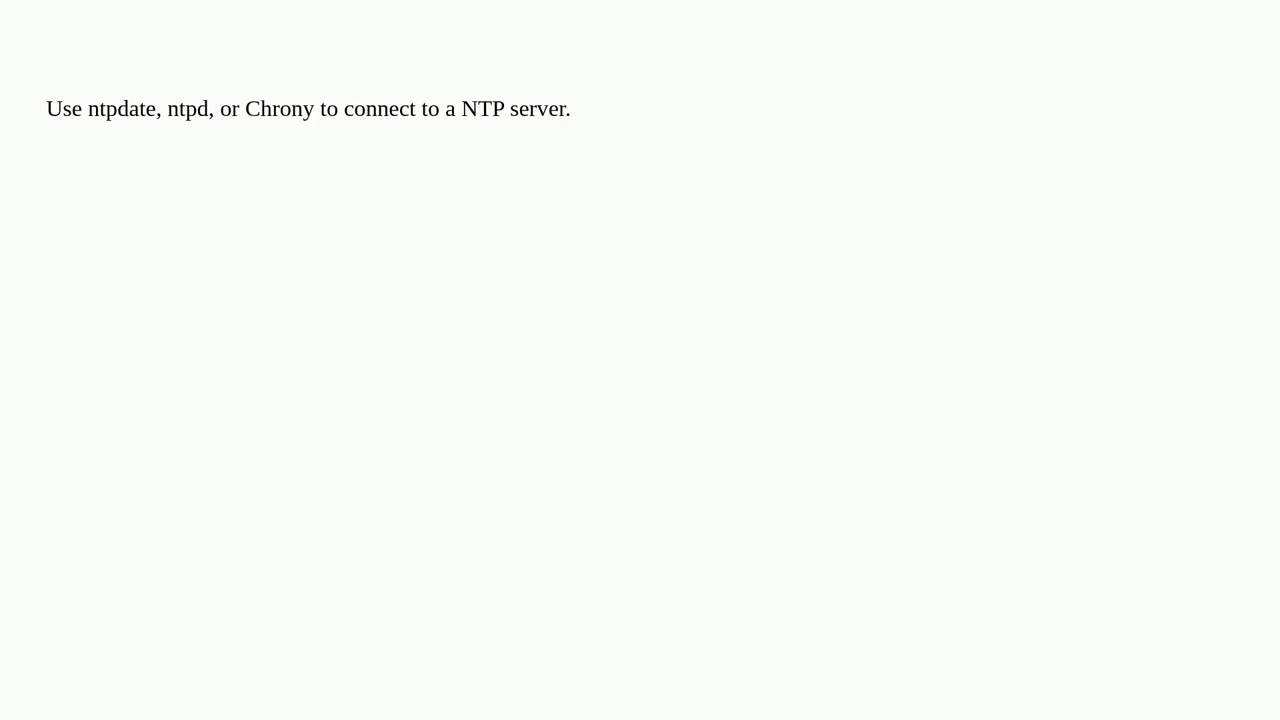 Use ntpdate, ntpd, or Chrony to connect to a NTP server.